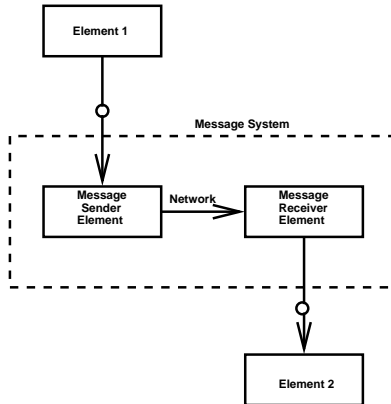 Element 1
Message System
Message
Sender
Element
Network
Message
Receiver
Element
Element 2